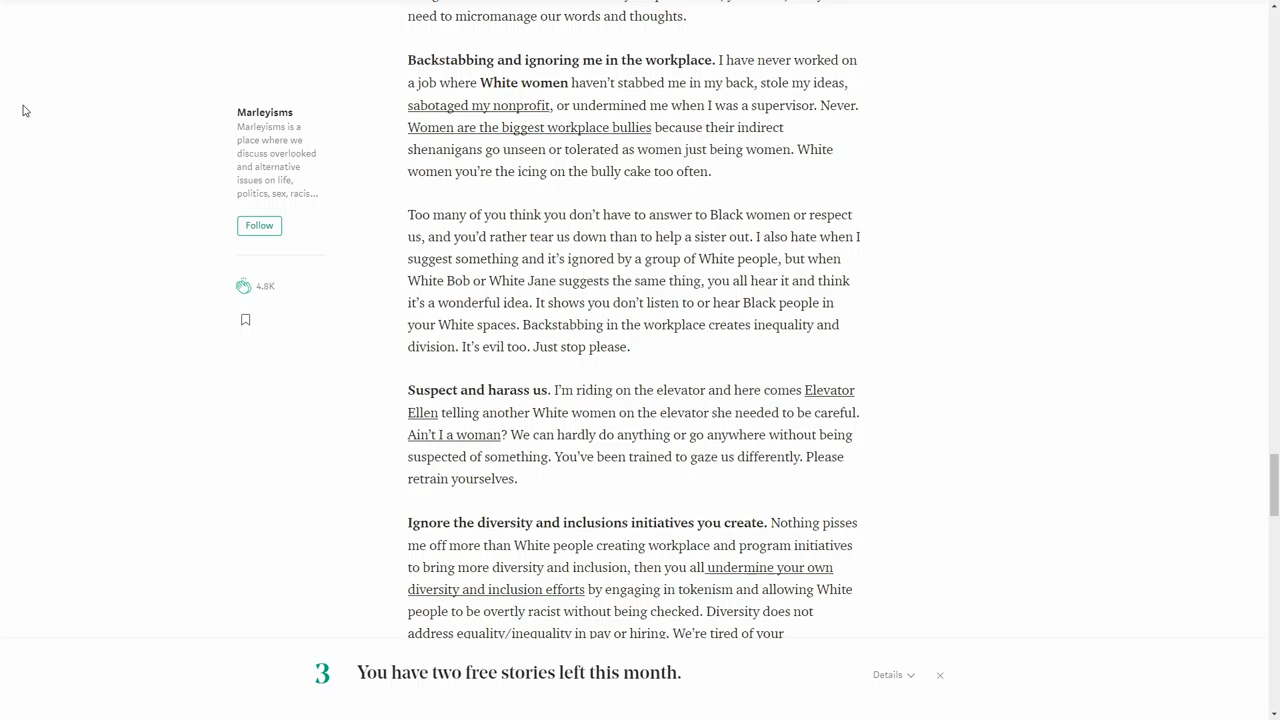 need to micromanage our words and thoughts.
Backstabbing and ignoring me in the workplace. I have never worked on
a job where White women haven't stabbed me in my back, stole my ideas,
sabotaged my nonprofit, or undermined me when I was a supervisor. Never.
Women are the biggest workplace bullies because their indirect
shenanigans go unseen or tolerated as women just being women. White
women you're the icing on the bully cake too often.
Marleyisms
Marleyisms is a
place where we
discuss overlooked
and alternative
issues on life,
politics, sex, racis...
Follow
4.8K
Too many of you think you don't have to answer to Black women or respect
us, and you'd rather tear us down than to help a sister out. I also hate when I
suggest something and it's ignored by a group of White people, but when
White Bob or White Jane suggests the same thing, you all hear it and think
it's a wonderful idea. It shows you don't listen to or hear Black people in
your White spaces. Backstabbing in the workplace creates inequality and
division. It's evil too. Just stop please.
Suspect and harass us. I'm riding on the elevator and here comes Elevator
Ellen telling another White women on the elevator she needed to be careful.
Ain't I a woman? We can hardly do anything or go anywhere without being
suspected of something. You've been trained to gaze us differently. Please
retrain yourselves.
Ignore the diversity and inclusions initiatives you create. Nothing pisses
me off more than White people creating workplace and program initiatives
to bring more diversity and inclusion, then you all undermine your own
diversity and inclusion efforts by engaging in tokenism and allowing White
people to be overtly racist without being checked. Diversity does not
address equality/inequality in pay or hiring. We're tired of your
3 You have two free stories left this month.
Details